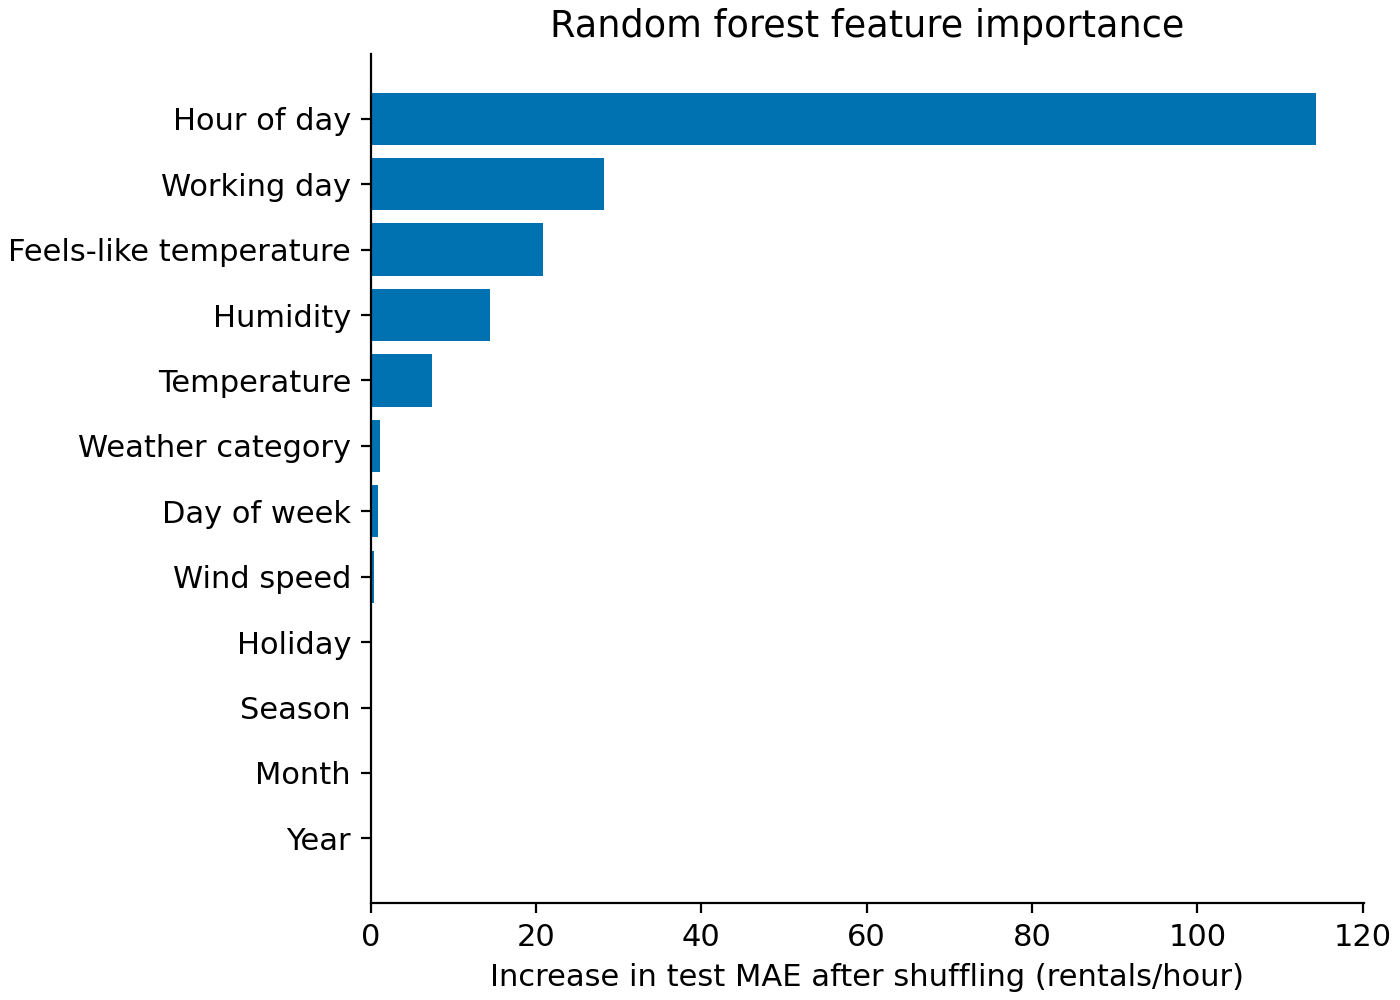 Random forest feature importance
Hour of day
Working day
Feels-like temperature
Humidity
Temperature
Weather category
Day of week
Wind speed
Holiday
Season
Month
Year
0 20 40 60 80 100 120
Increase in test MAE after shuffling (rentals/hour)